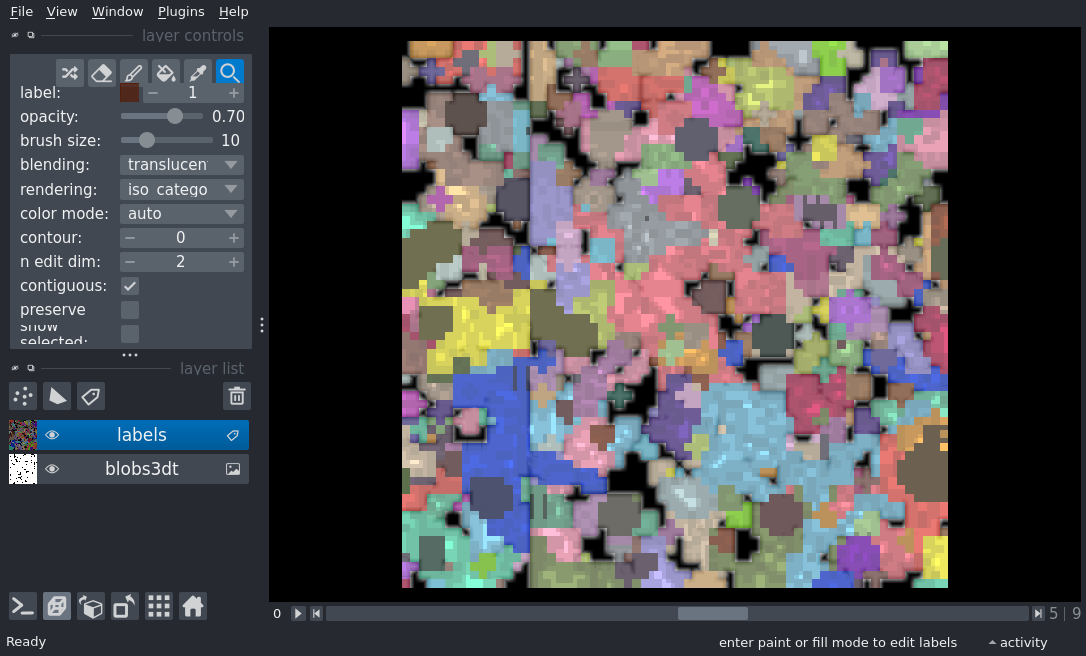 File View Window Plugins Help
layer controls
label: 1
opacity: 0.70
brush size: 10
blending: translucen
rendering: iso catego
color mode: auto
contour: 0
n edit dim: 2
contiguous:
preserve
show
selected:
layer list
labels
blobs3dt
0 5 | 9
Ready enter paint or fill mode to edit labels activity